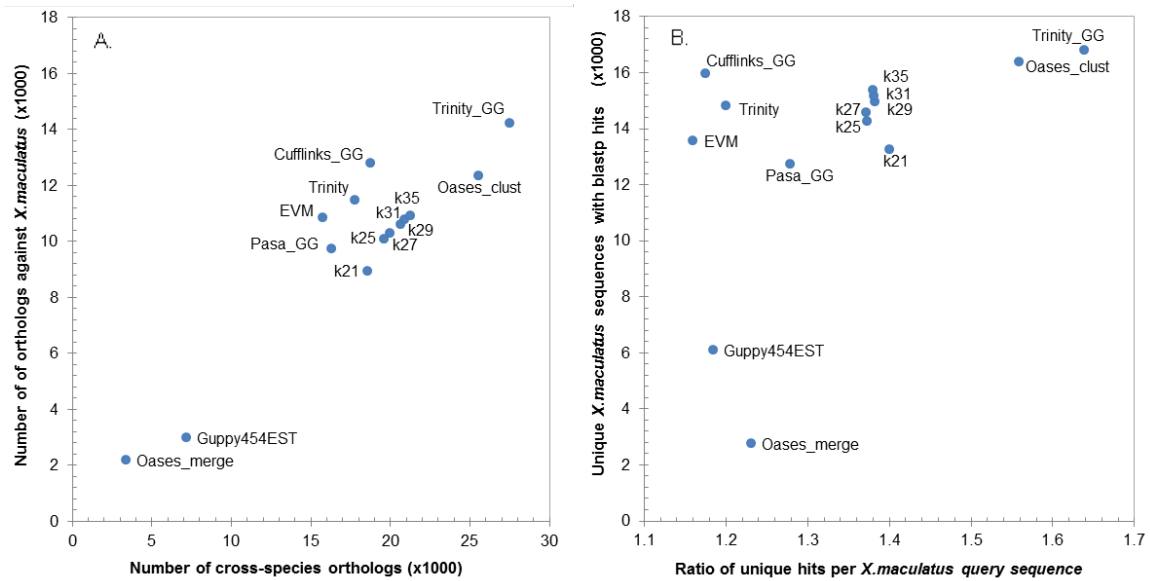 A.
Number of of orthologs against X.maculatus (x1000)
18
16
14
12
10
8
6
4
2
0
Trinity_GG
Cufflinks_GG
Oases_clust
Trinity
k35
EVM
k31
k29
k25
k27
Pasa_GG
k21
Guppy454EST
Oases_merge
0 5 10 15 20 25 30
Number of cross-species orthologs (x1000)
B.
Unique X.maculatus sequences with blastp hits (x1000)
18
16
14
12
10
8
6
4
2
0
Trinity_GG
Cufflinks_GG
Oases_clust
k35
k31
Trinity
k27
k29
k25
EVM
k21
Pasa_GG
Guppy454EST
Oases_merge
1.1 1.2 1.3 1.4 1.5 1.6 1.7
Ratio of unique hits per X.maculatus query sequence